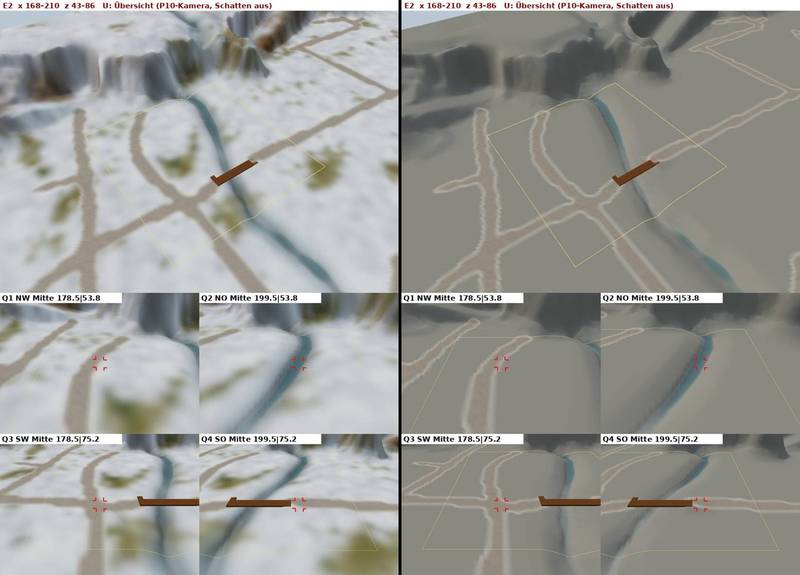 E2 x 168-210 z 43-86 U: Übersicht (P10-Kamera, Schatten aus)
E2 x 168-210 z 43-86 U: Übersicht (P10-Kamera, Schatten aus)
Q1 NW Mitte 178.5|53.8
Q2 NO Mitte 199.5|53.8
Q1 NW Mitte 178.5|53.8
Q2 NO Mitte 199.5|53.8
Q3 SW Mitte 178.5|75.2
Q4 SO Mitte 199.5|75.2
Q3 SW Mitte 178.5|75.2
Q4 SO Mitte 199.5|75.2